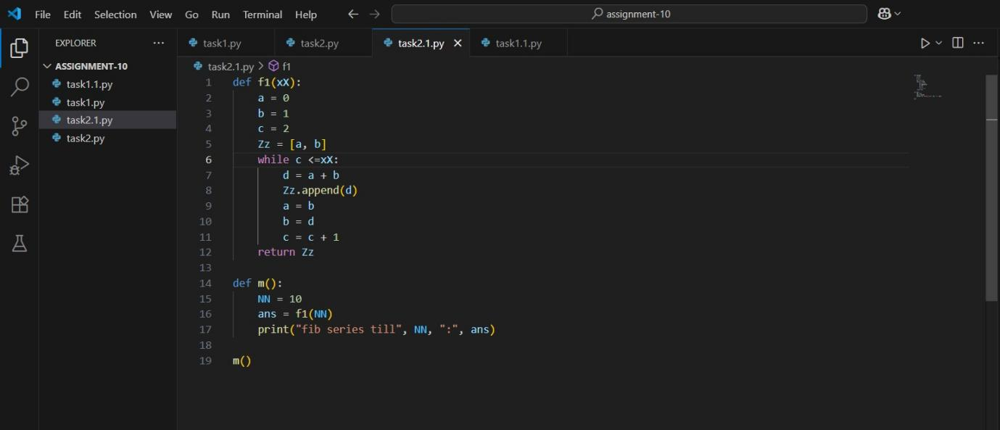 File Edit Selection View Go Run Terminal Help assignment-10
EXPLORER
task1.py task2.py task2.1.py task1.1.py
ASSIGNMENT-10
task1.1.py
task1.py
task2.1.py
task2.py
task2.1.py > f1
1 def f1(xX):
2     a = 0
3     b = 1
4     c = 2
5     Zz = [a, b]
6     while c <=xX:
7         d = a + b
8         Zz.append(d)
9         a = b
10         b = d
11         c = c + 1
12     return Zz
13
14 def m():
15     NN = 10
16     ans = f1(NN)
17     print("fib series till", NN, ":", ans)
18
19 m()